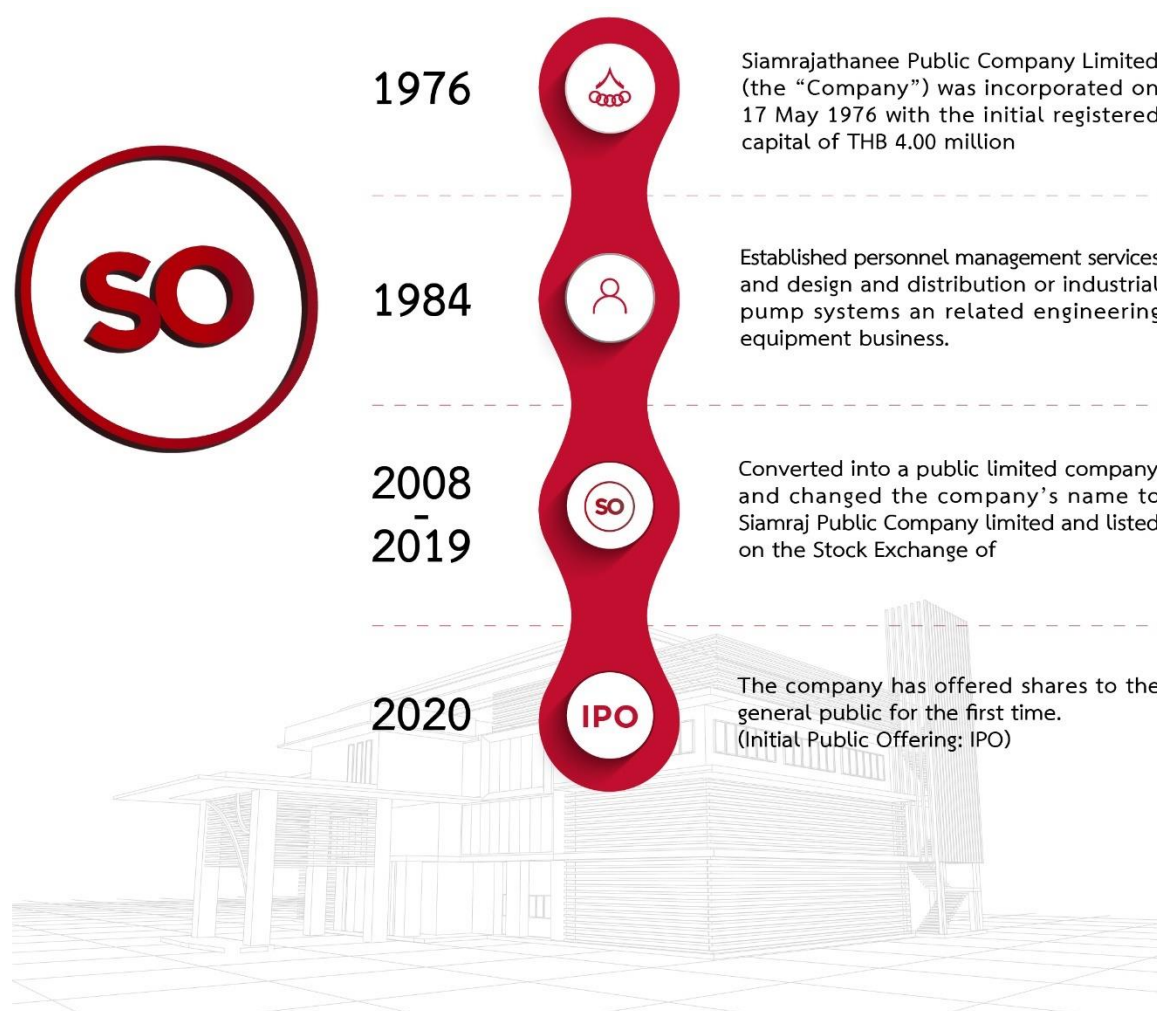 SO
1976
Siamrajathanee Public Company Limited
(the “Company”) was incorporated on
17 May 1976 with the initial registered
capital of THB 4.00 million
1984
Established personnel management services
and design and distribution or industrial
pump systems an related engineering
equipment business.
2008
-
2019
SO
Converted into a public limited company
and changed the company’s name to
Siamraj Public Company limited and listed
on the Stock Exchange of
2020
IPO
The company has offered shares to the
general public for the first time.
(Initial Public Offering: IPO)